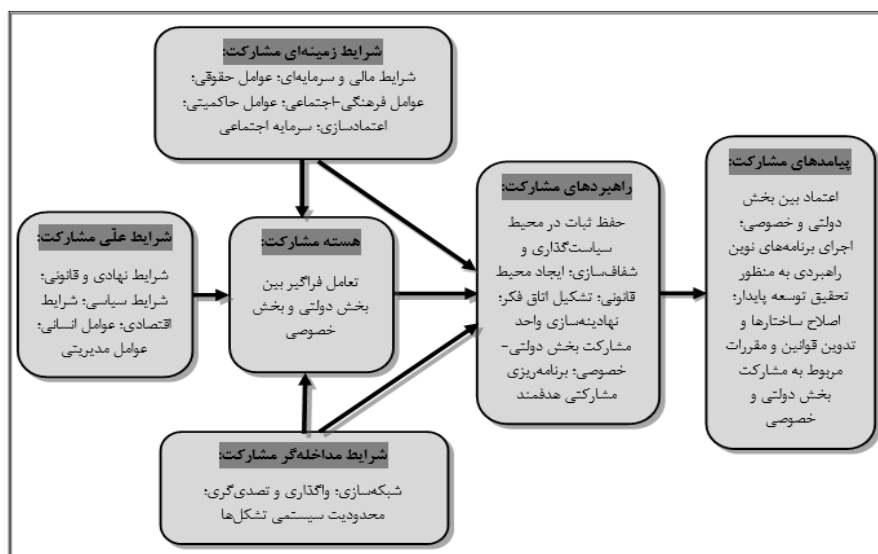 شرایط زمینه‌ای مشارکت:
شرایط مالی و سرمایه‌ای؛ عوامل حقوقی؛
عوامل فرهنگی-اجتماعی؛ عوامل حاکمیتی؛
اعتمادسازی؛ سرمایه اجتماعی
شرایط علّی مشارکت:
شرایط نهادی و قانونی؛
شرایط سیاسی؛ شرایط
اقتصادی؛ عوامل انسانی؛
عوامل مدیریتی
هسته مشارکت:
تعامل فراگیر بین
بخش دولتی و بخش
خصوصی
شرایط مداخله‌گر مشارکت:
شبکه‌سازی؛ واگذاری و تصدی‌گری؛
محدودیت سیستمی تشکل‌ها
راهبردهای مشارکت:
حفظ ثبات در محیط
سیاست‌گذاری و
شفاف‌سازی؛ ایجاد محیط
قانونی؛ تشکیل اتاق فکر؛
نهادینه‌سازی واحد
مشارکت بخش دولتی-
خصوصی؛ برنامه‌ریزی
مشارکتی هدفمند
پیامدهای مشارکت:
اعتماد بین بخش
دولتی و خصوصی؛
اجرای برنامه‌های نوین
راهبردی به منظور
تحقیق توسعه پایدار؛
اصلاح ساختارها و
تدوین قوانین و مقررات
مربوط به مشارکت
بخش دولتی و
خصوصی